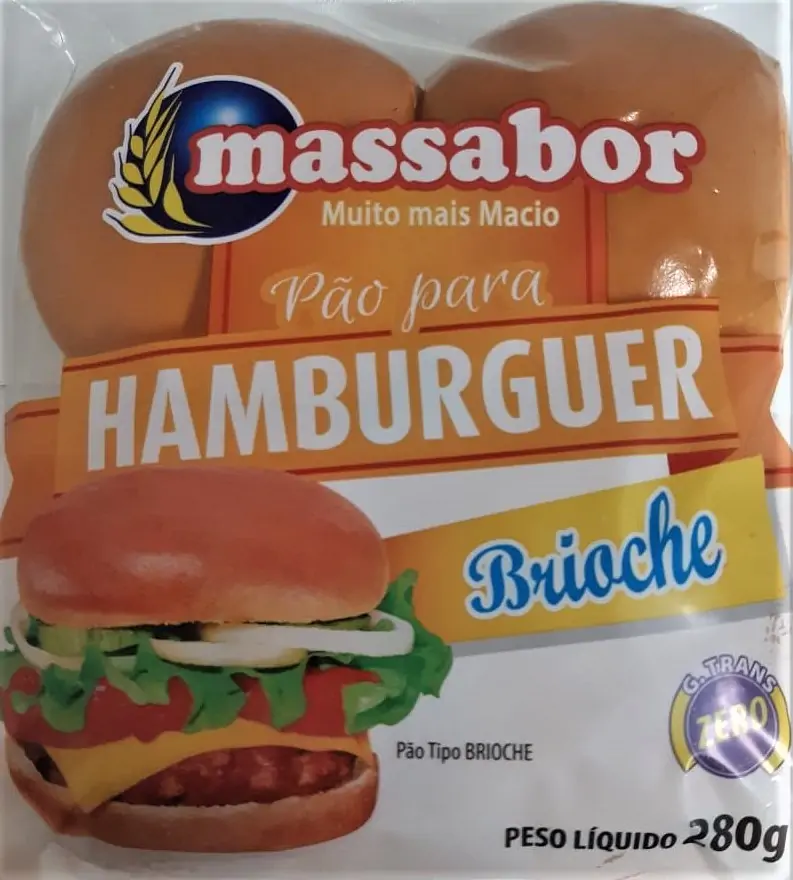 massabor
Muito mais Macio
Pão para
HAMBURGUER
Brioche
G. TRANS
ZERO
Pão Tipo BRIOCHE
PESO LÍQUIDO 280g